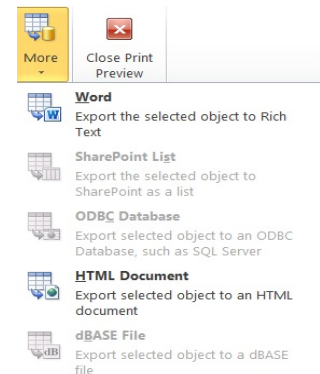 More
Close Print
Preview
Word
Export the selected object to Rich
Text
SharePoint List
Export the selected object to
SharePoint as a list
ODBC Database
Export selected object to an ODBC
Database, such as SQL Server
HTML Document
Export selected object to an HTML
document
dBASE File
Export selected object to a dBASE
file